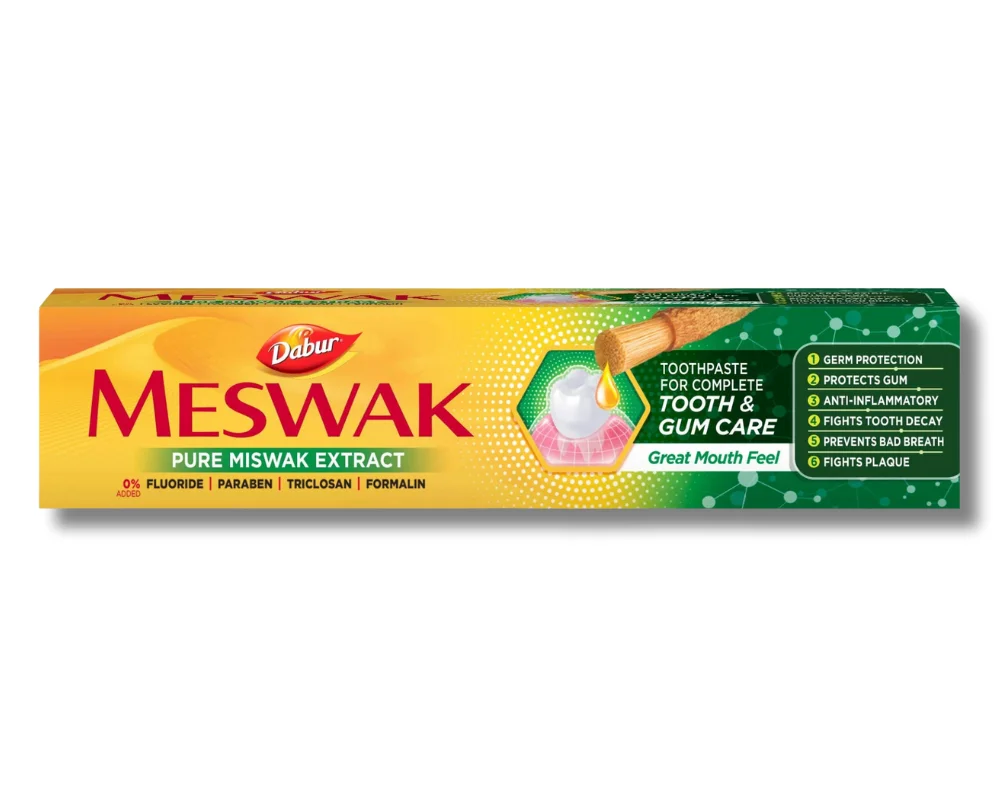 Dabur
MESWAK
PURE MISWAK EXTRACT
0% ADDED FLUORIDE | PARABEN | TRICLOSAN | FORMALIN
TOOTHPASTE
FOR COMPLETE
TOOTH &
GUM CARE
Great Mouth Feel
1 GERM PROTECTION
2 PROTECTS GUM
3 ANTI-INFLAMMATORY
4 FIGHTS TOOTH DECAY
5 PREVENTS BAD BREATH
6 FIGHTS PLAQUE